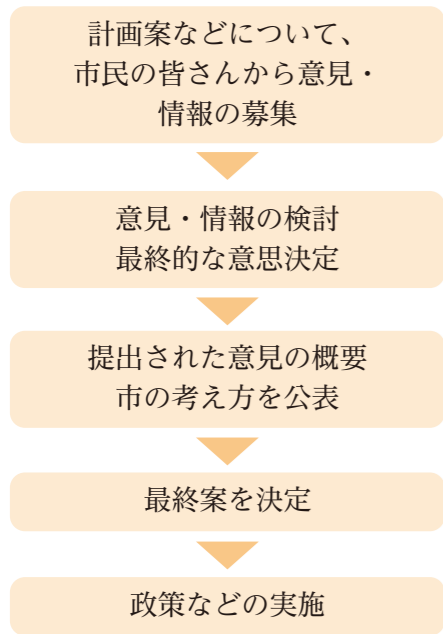 計画案などについて、
市民の皆さんから意見・
情報の募集
意見・情報の検討
最終的な意思決定
提出された意見の概要
市の考え方を公表
最終案を決定
政策などの実施